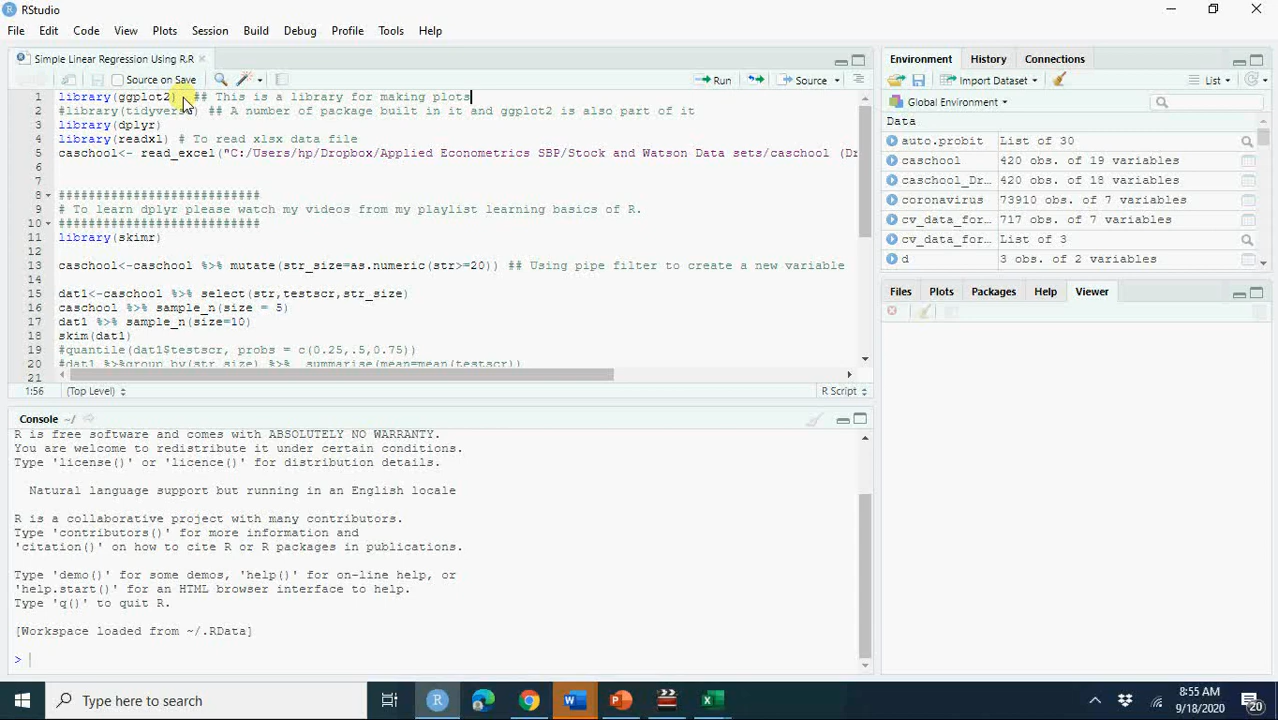 RStudio
File Edit Code View Plots Session Build Debug Profile Tools Help
Simple Linear Regression Using R.R
Source on Save
Run
Source
1 library(ggplot2) ## This is a library for making plots
2 #library(tidyverse) ## A number of package built in it and ggplot2 is also part of it
3 library(dplyr)
4 library(readxl) # To read xlsx data file
5 caschool<- read_excel("C:/Users/hp/Dropbox/Applied Econometrics SBP/Stock and Watson Data sets/caschool (Dr
6
7
8 ###########################
9 # To learn dplyr please watch my videos from my playlist learning basics of R.
10 ###########################
11 library(skimr)
12
13 caschool<-caschool %>% mutate(str_size=as.numeric(str>=20)) ## Using pipe filter to create a new variable
14
15 dat1<-caschool %>% select(str,testscr,str_size)
16 caschool %>% sample_n(size = 5)
17 dat1 %>% sample_n(size=10)
18 skim(dat1)
19 #quantile(dat1$testscr, probs = c(0.25,.5,0.75))
20 #dat1 %>%group_by(str_size) %>% summarise(mean=mean(testscr))
21
1:56 (Top Level) R Script
Console ~/
R is free software and comes with ABSOLUTELY NO WARRANTY.
You are welcome to redistribute it under certain conditions.
Type 'license()' or 'licence()' for distribution details.
Natural language support but running in an English locale
R is a collaborative project with many contributors.
Type 'contributors()' for more information and
'citation()' on how to cite R or R packages in publications.
Type 'demo()' for some demos, 'help()' for on-line help, or
'help.start()' for an HTML browser interface to help.
Type 'q()' to quit R.
[Workspace loaded from ~/.RData]
>
Environment History Connections
Import Dataset
List
Global Environment
Data
auto.probit List of 30
caschool 420 obs. of 19 variables
caschool_Dr… 420 obs. of 18 variables
coronavirus 73910 obs. of 7 variables
cv_data_for… 717 obs. of 7 variables
cv_data_for… List of 3
d 3 obs. of 2 variables
Files Plots Packages Help Viewer
Type here to search
8:55 AM
9/18/2020
20